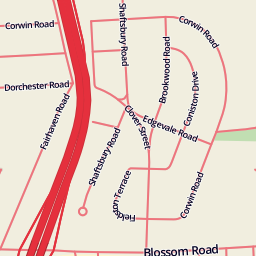 Corwin Road
Shaftsbury Road
Corwin Road
Brookwood Road
Dorchester Road
Coniston Drive
Fairhaven Road
Clover Street
Edgevale Road
Shaftsbury Road
Fieldston Terrace
Corwin Road
Blossom Road